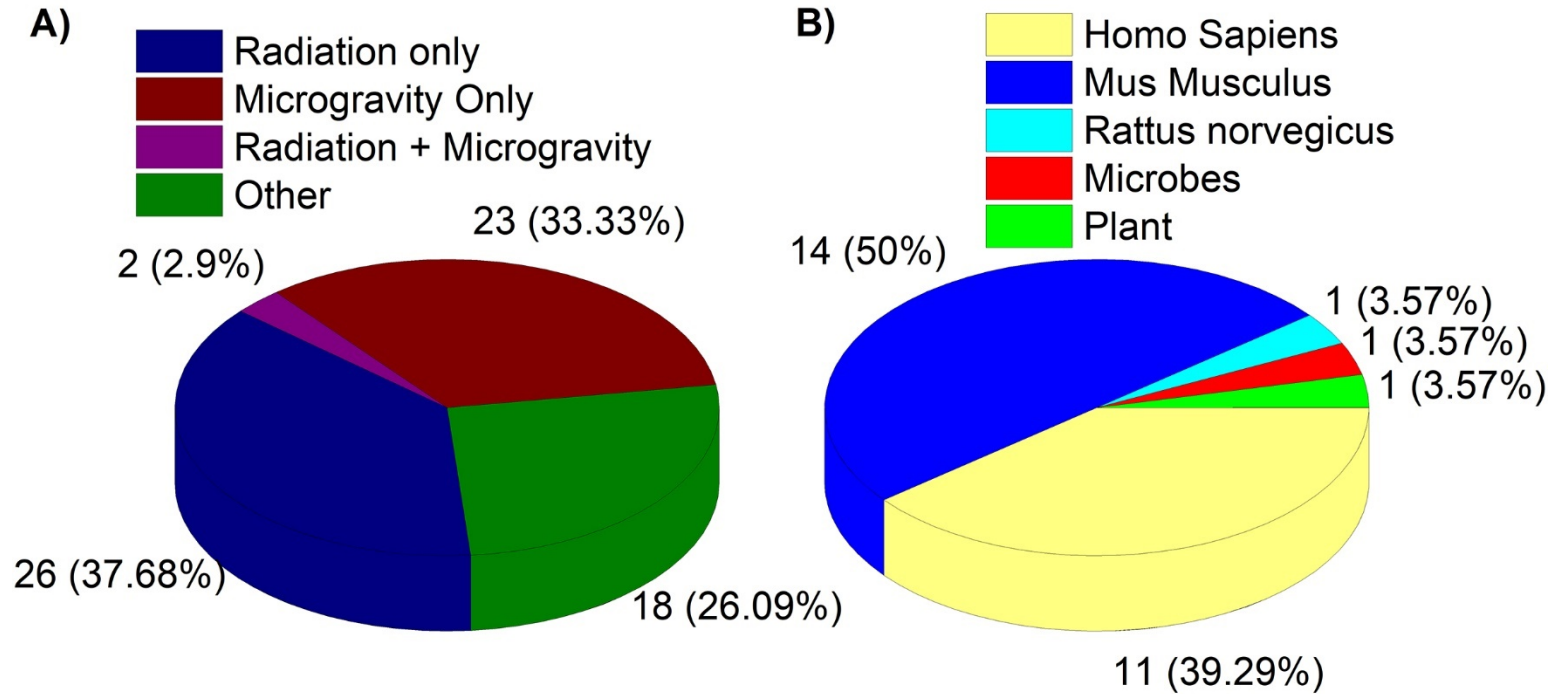 A)
Radiation only
Microgravity Only
Radiation + Microgravity
Other
23 (33.33%)
2 (2.9%)
26 (37.68%)
18 (26.09%)
B)
Homo Sapiens
Mus Musculus
Rattus norvegicus
Microbes
Plant
14 (50%)
1 (3.57%)
1 (3.57%)
1 (3.57%)
11 (39.29%)